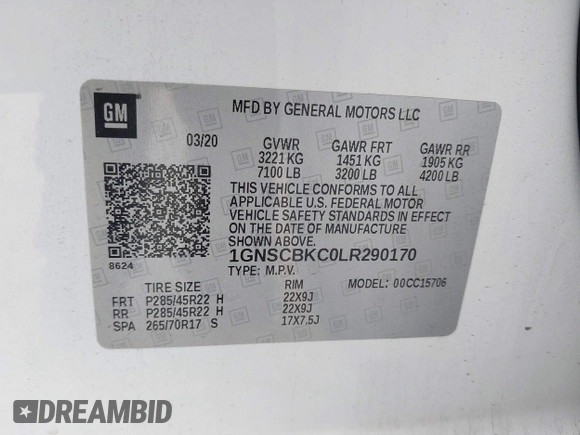 GM
MFD BY GENERAL MOTORS LLC
03/20 GVWR GAWR FRT GAWR RR
3221 KG 1451 KG 1905 KG
7100 LB 3200 LB 4200 LB
THIS VEHICLE CONFORMS TO ALL
APPLICABLE U.S. FEDERAL MOTOR
VEHICLE SAFETY STANDARDS IN EFFECT
ON THE DATE OF MANUFACTURE
SHOWN ABOVE.
8624 1GNSCBKC0LR290170
TYPE: M.P.V. MODEL: 00CC15706
TIRE SIZE RIM
FRT P285/45R22 H 22X9J
RR P285/45R22 H 22X9J
SPA 265/70R17 S 17X7.5J
DREAMBID